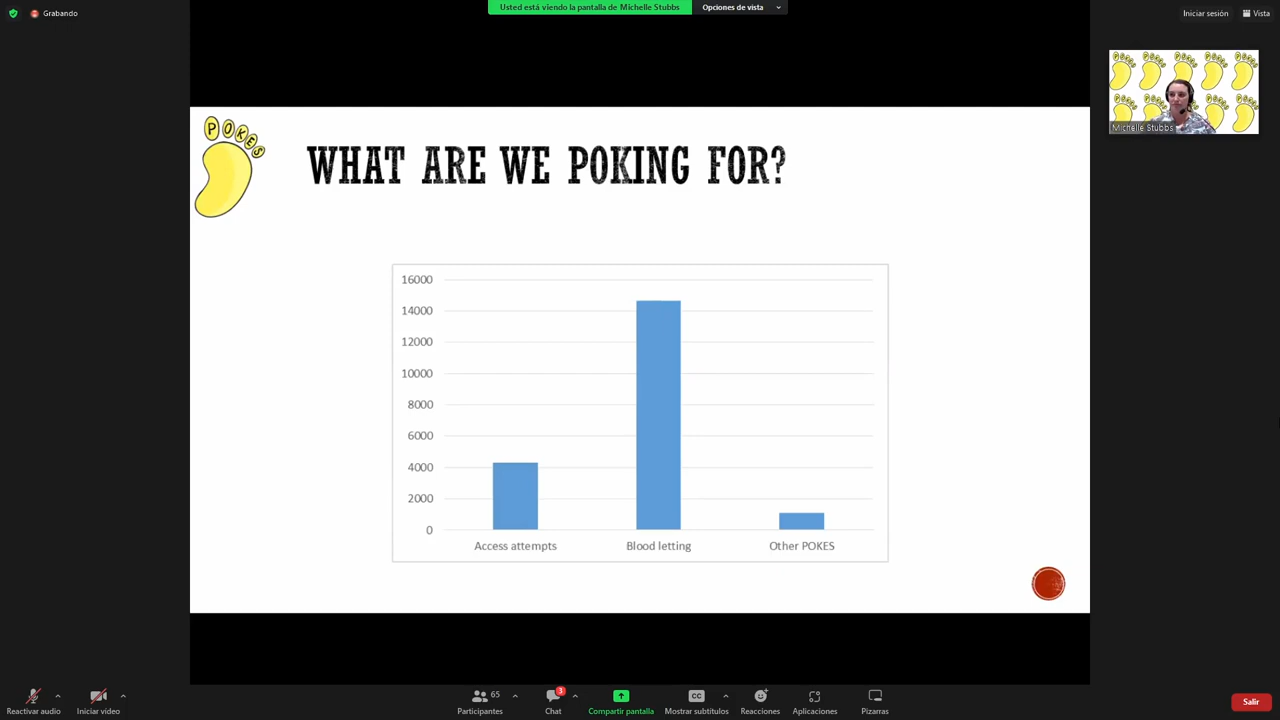 Grabando
Usted está viendo la pantalla de Michelle Stubbs
Opciones de vista
Iniciar sesión
Vista
POKES
WHAT ARE WE POKING FOR?
Michelle Stubbs
16000
14000
12000
10000
8000
6000
4000
2000
0
Access attempts
Blood letting
Other POKES
Reactivar audio
Iniciar video
65
Participantes
3
Chat
Compartir pantalla
CC
Mostrar subtítulos
Reacciones
Aplicaciones
Pizarras
Salir